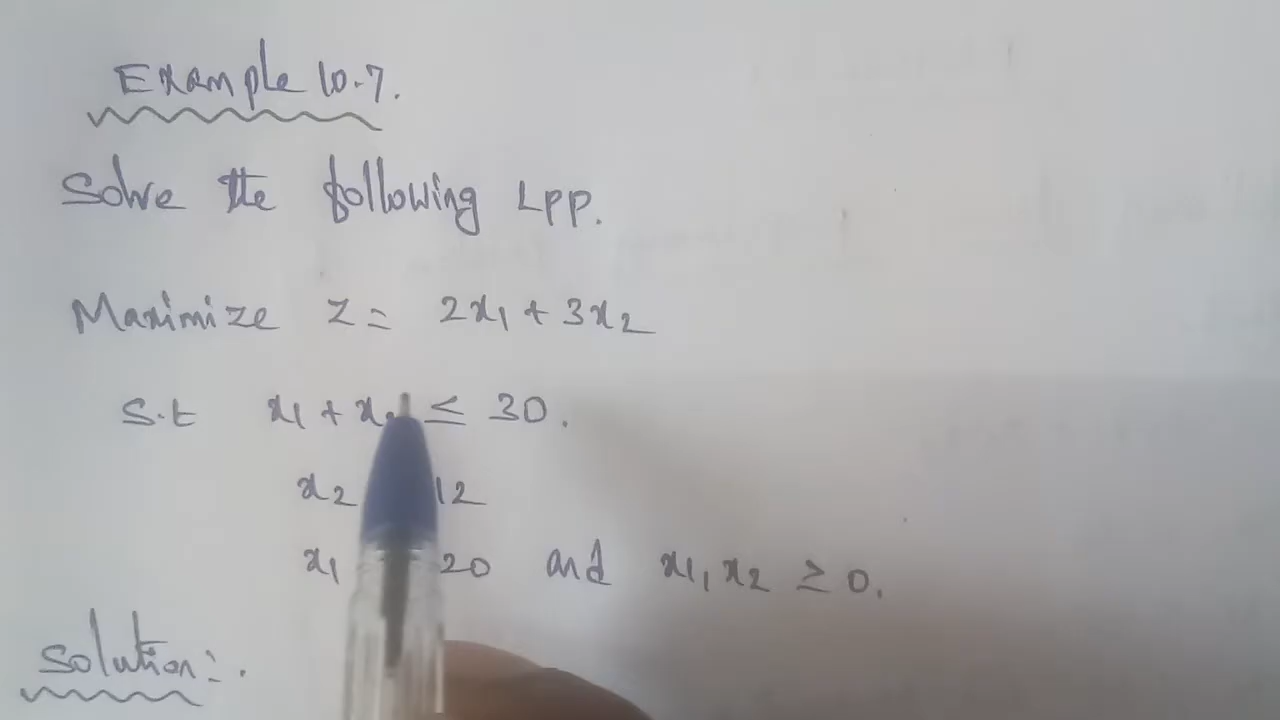 Example 10.7.
Solve the following LPP.
Maximize Z = 2x₁ + 3x₂
S.t x₁ + x₂ ≤ 30.
x₂ 12
x₁ 20 and x₁, x₂ ≥ 0.
Solution:.